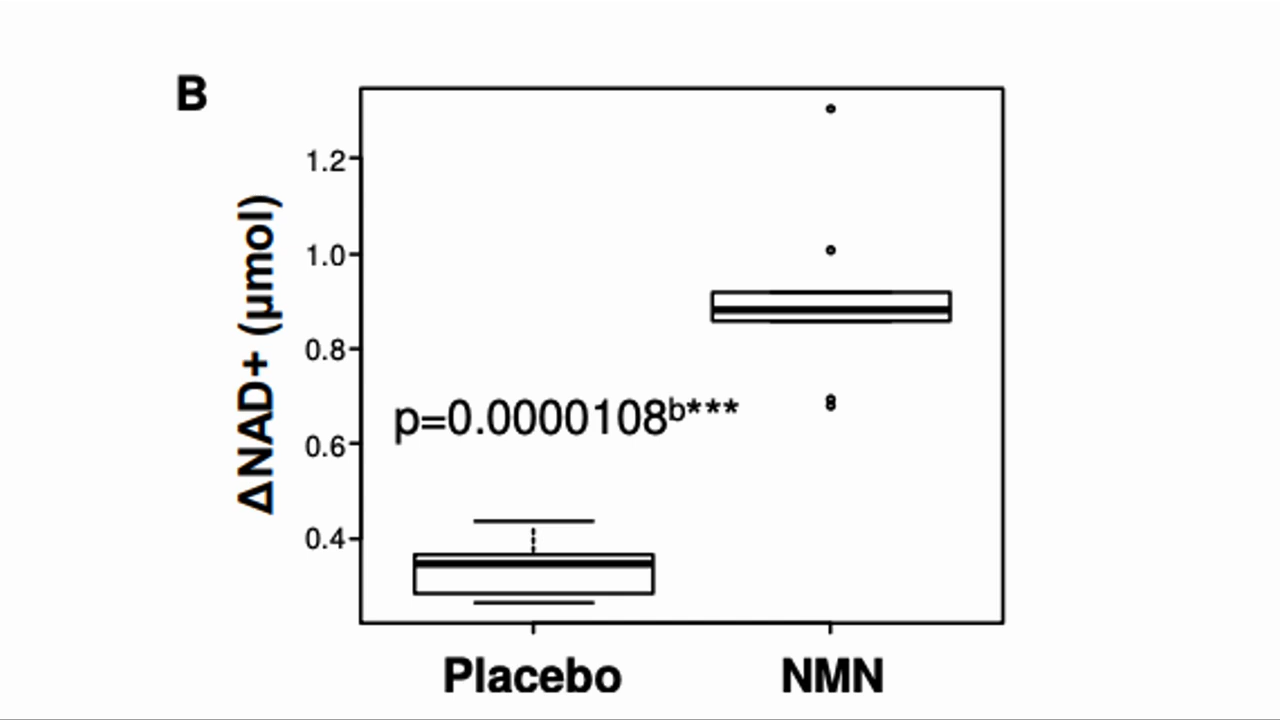 B
1.2
1.0
0.8
0.6
0.4
ΔNAD+ (μmol)
p=0.0000108ᵇ***
Placebo
NMN